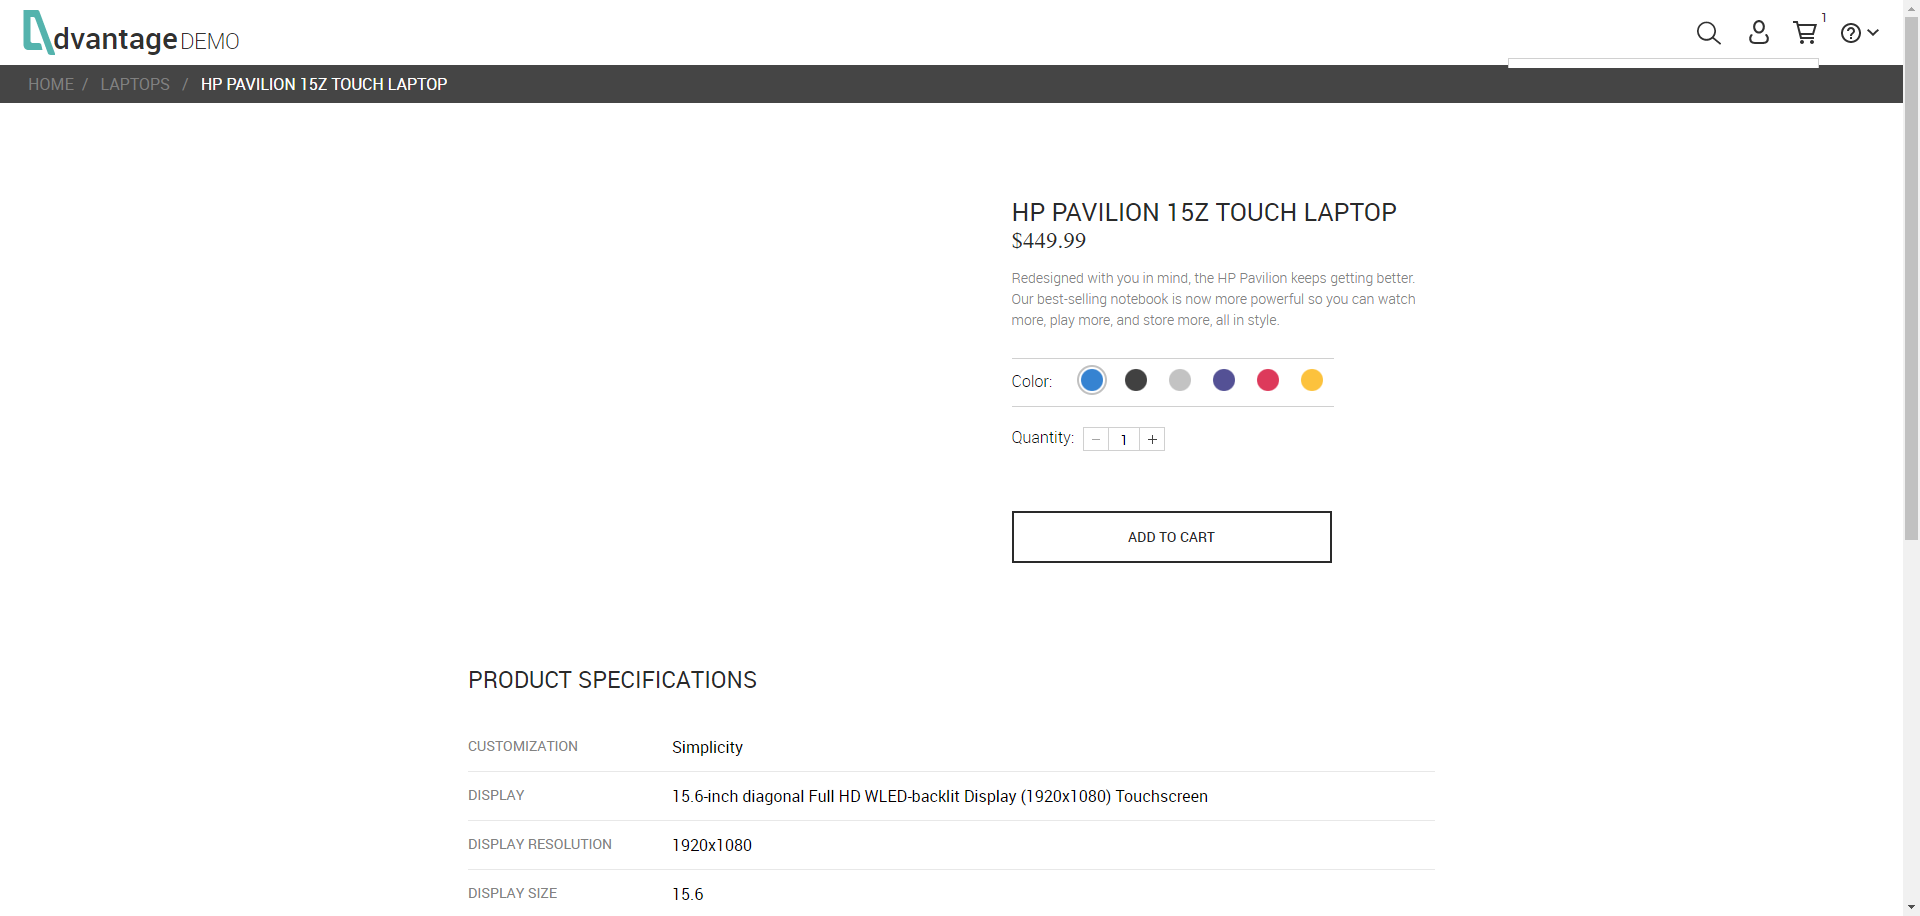 dvantage DEMO
1
HOME / LAPTOPS / HP PAVILION 15Z TOUCH LAPTOP
HP PAVILION 15Z TOUCH LAPTOP
$449.99
Redesigned with you in mind, the HP Pavilion keeps getting better.
Our best-selling notebook is now more powerful so you can watch
more, play more, and store more, all in style.
Color:
Quantity: − 1 +
ADD TO CART
PRODUCT SPECIFICATIONS
CUSTOMIZATION Simplicity
DISPLAY 15.6-inch diagonal Full HD WLED-backlit Display (1920x1080) Touchscreen
DISPLAY RESOLUTION 1920x1080
DISPLAY SIZE 15.6